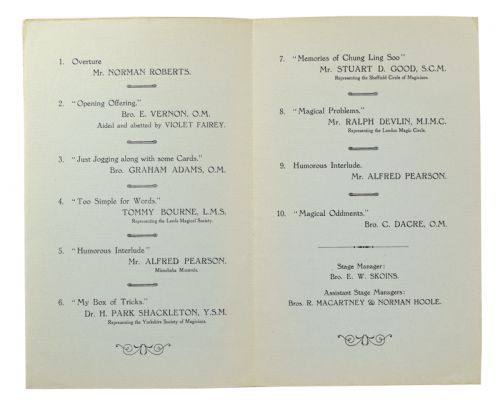 1. Overture
Mr. NORMAN ROBERTS.
2. "Opening Offering."
Bro. E. VERNON, O.M.
Aided and abetted by VIOLET FAIREY.
3. "Just Jogging along with some Cards."
Bro. GRAHAM ADAMS, O.M.
4. "Too Simple for Words."
TOMMY BOURNE, L.M.S.
Representing the Leeds Magical Society.
5. "Humorous Interlude"
Mr. ALFRED PEARSON.
Minnehaha Minstrels.
6. "My Box of Tricks."
Dr. H. PARK SHACKLETON, Y.S.M.
Representing the Yorkshire Society of Magicians.
7. "Memories of Chung Ling Soo"
Mr. STUART D. GOOD, S.C.M.
Representing the Sheffield Circle of Magicians.
8. "Magical Problems."
Mr. RALPH DEVLIN, M.I.M.C.
Representing the London Magic Circle.
9. Humorous Interlude.
Mr. ALFRED PEARSON.
10. "Magical Oddments."
Bro. C. DACRE, O.M.
Stage Manager:
Bro. E. W. SKOINS.
Assistant Stage Managers:
Bros. R. MACARTNEY & NORMAN HOOLE.